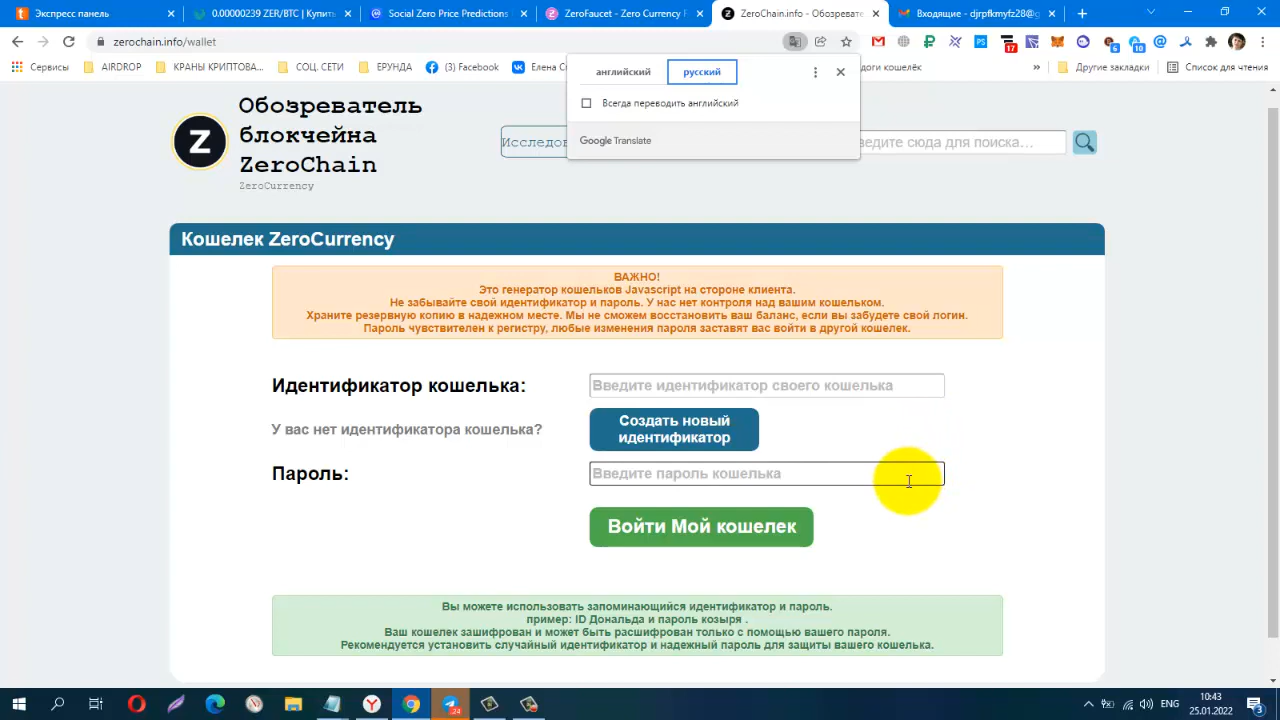 Экспресс панель
0.00000239 ZER/BTC | Купить
Social Zero Price Predictions
ZeroFaucet - Zero Currency F
ZeroChain.info - Обозревате
Входящие - djrpfkmyfz28@g
zerochain.info/wallet
17
6
10
Сервисы
AIRDROP
КРАНЫ КРИПТОВА...
СОЦ. СЕТИ
ЕРУНДА
(3) Facebook
Елена С
логи кошелёк
»
Другие закладки
Список для чтения
английский
русский
Всегда переводить английский
Google Translate
Z
Обозреватель
блокчейна
ZeroChain
ZeroCurrency
Исследов
ведите сюда для поиска...
Кошелек ZeroCurrency
ВАЖНО!
Это генератор кошельков Javascript на стороне клиента.
Не забывайте свой идентификатор и пароль. У нас нет контроля над вашим кошельком.
Храните резервную копию в надежном месте. Мы не сможем восстановить ваш баланс, если вы забудете свой логин.
Пароль чувствителен к регистру, любые изменения пароля заставят вас войти в другой кошелек.
Идентификатор кошелька:
Введите идентификатор своего кошелька
У вас нет идентификатора кошелька?
Создать новый
идентификатор
Пароль:
Введите пароль кошелька
Войти Мой кошелек
Вы можете использовать запоминающийся идентификатор и пароль.
пример: ID Дональда и пароль козыря .
Ваш кошелек зашифрован и может быть расшифрован только с помощью вашего пароля.
Рекомендуется установить случайный идентификатор и надежный пароль для защиты вашего кошелька.
24
ENG
10:43
25.01.2022
3